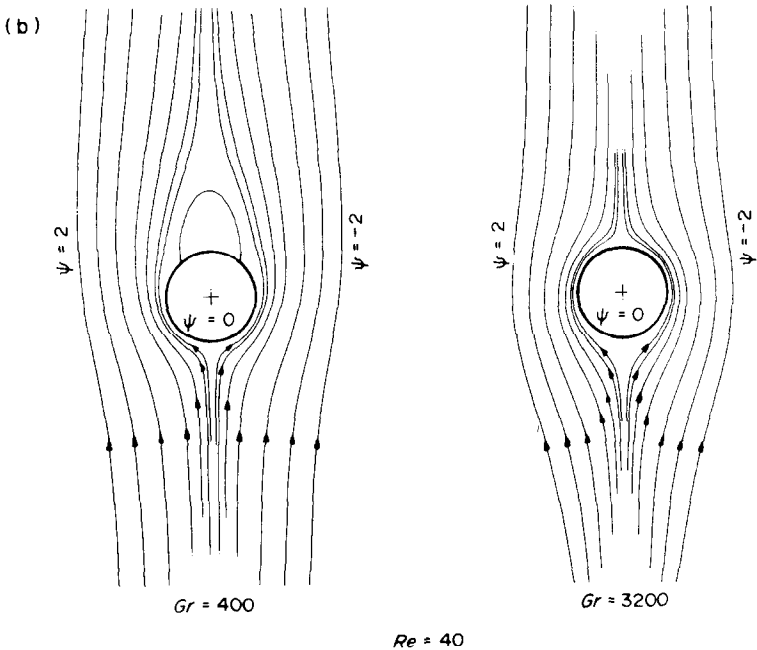 (b)
ψ = 2
ψ = 0
ψ = -2
Gr = 400
ψ = 2
ψ = 0
ψ = -2
Gr = 3200
Re = 40